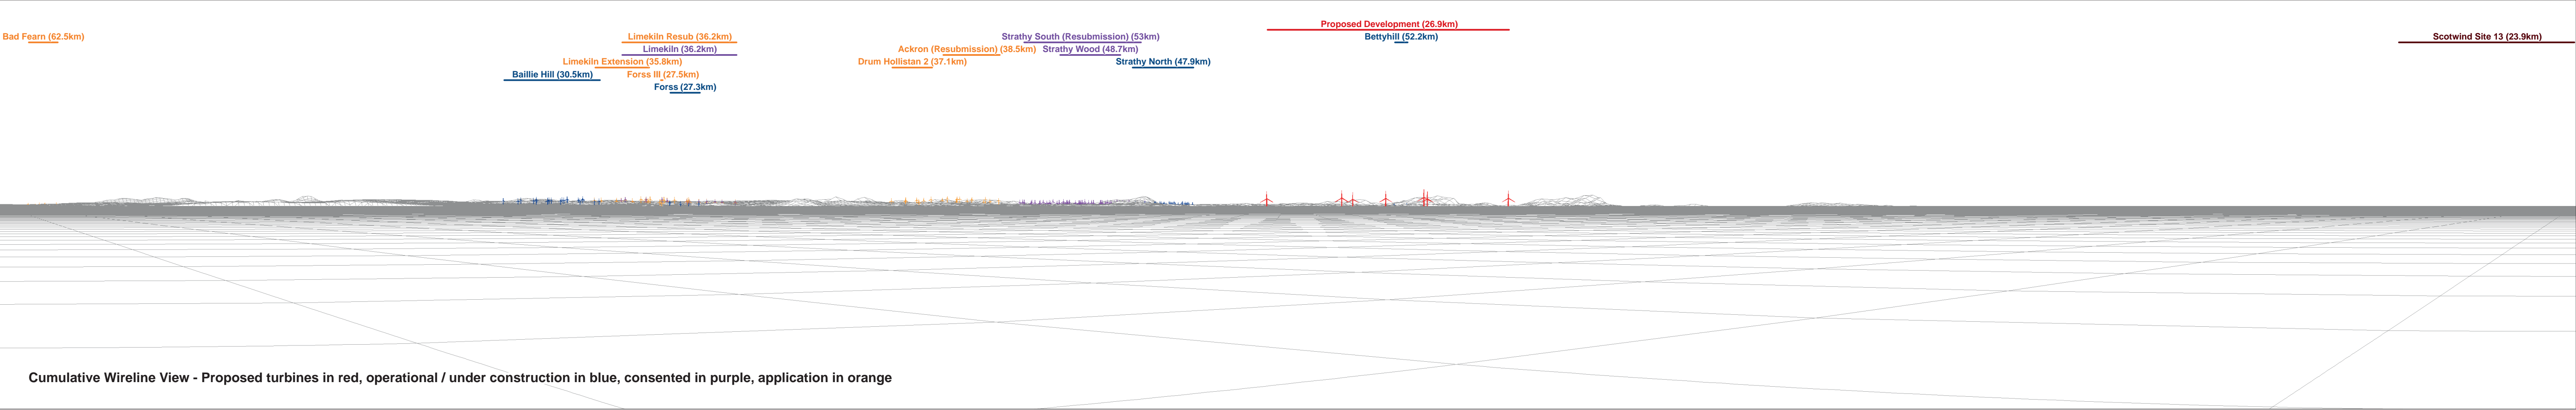 Proposed Development (26.9km)
Bad Fearn (62.5km)
Limekiln Resub (36.2km)
Strathy South (Resubmission) (53km)
Bettyhill (52.2km)
Scotwind Site 13 (23.9km)
Limekiln (36.2km)
Ackron (Resubmission) (38.5km)
Strathy Wood (48.7km)
Limekiln Extension (35.8km)
Drum Hollistan 2 (37.1km)
Strathy North (47.9km)
Baillie Hill (30.5km)
Forss III (27.5km)
Forss (27.3km)
Cumulative Wireline View - Proposed turbines in red, operational / under construction in blue, consented in purple, application in orange